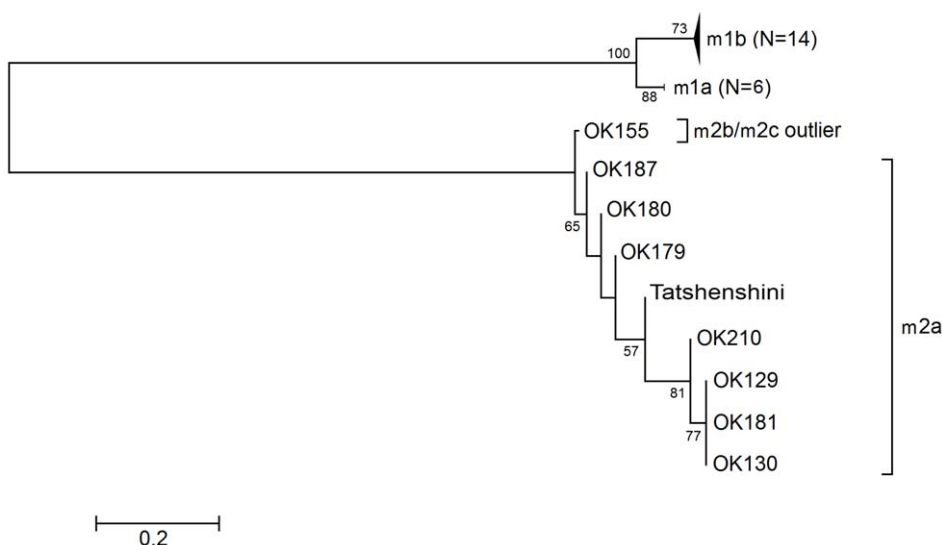 73
m1b (N=14)
100
m1a (N=6)
88
OK155
m2b/m2c outlier
OK187
OK180
65
OK179
Tatshenshini
m2a
OK210
57
OK129
81
OK181
77
OK130
0.2